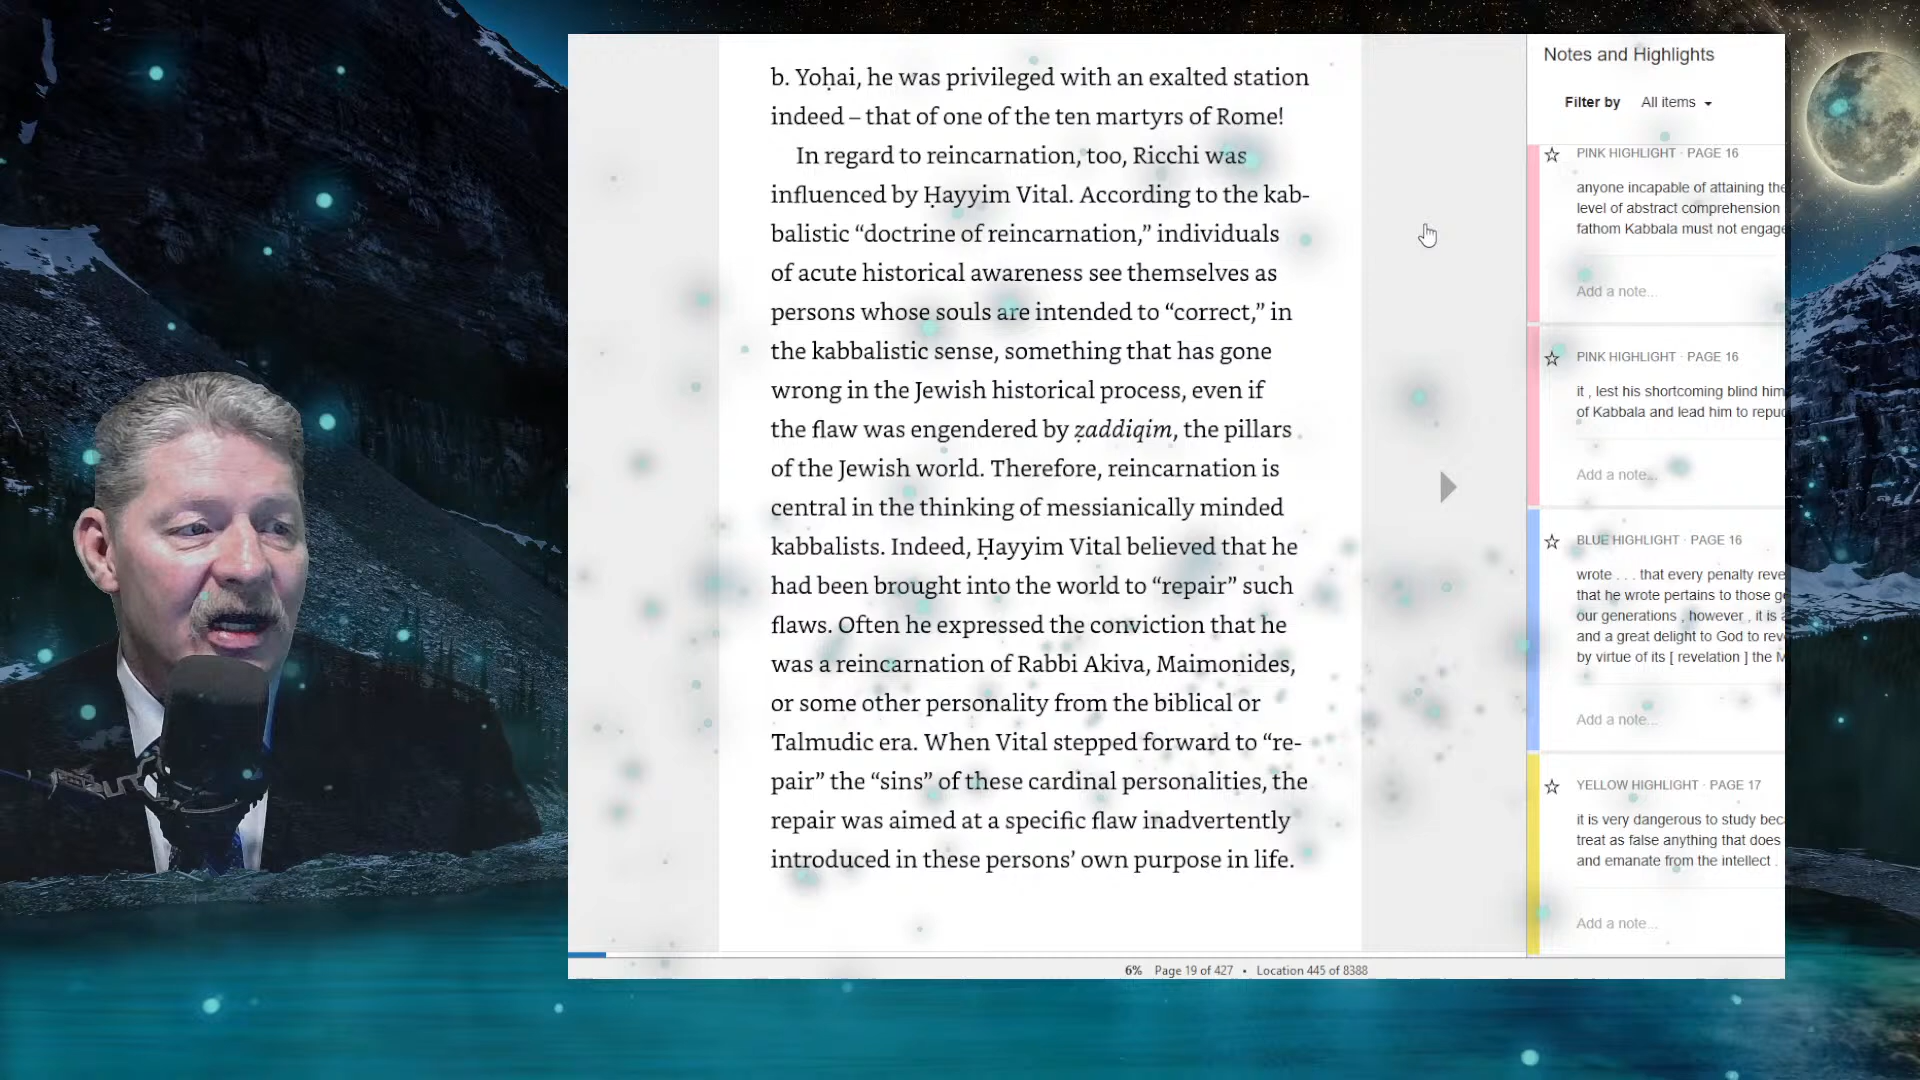 b. Yoḥai, he was privileged with an exalted station
indeed – that of one of the ten martyrs of Rome!
In regard to reincarnation, too, Ricchi was
influenced by Ḥayyim Vital. According to the kab-
balistic “doctrine of reincarnation,” individuals
of acute historical awareness see themselves as
persons whose souls are intended to “correct,” in
the kabbalistic sense, something that has gone
wrong in the Jewish historical process, even if
the flaw was engendered by ẓaddiqim, the pillars
of the Jewish world. Therefore, reincarnation is
central in the thinking of messianically minded
kabbalists. Indeed, Ḥayyim Vital believed that he
had been brought into the world to “repair” such
flaws. Often he expressed the conviction that he
was a reincarnation of Rabbi Akiva, Maimonides,
or some other personality from the biblical or
Talmudic era. When Vital stepped forward to “re-
pair” the “sins” of these cardinal personalities, the
repair was aimed at a specific flaw inadvertently
introduced in these persons’ own purpose in life.
6% Page 19 of 427 • Location 445 of 8388
Notes and Highlights
Filter by All items
PINK HIGHLIGHT · PAGE 16
anyone incapable of attaining the
level of abstract comprehension
fathom Kabbala must not engage
Add a note...
PINK HIGHLIGHT · PAGE 16
it , lest his shortcoming blind him
of Kabbala and lead him to repu
Add a note...
BLUE HIGHLIGHT · PAGE 16
wrote . . . that every penalty reve
that he wrote pertains to those g
our generations , however , it is a
and a great delight to God to rev
by virtue of its [ revelation ] the M
Add a note...
YELLOW HIGHLIGHT · PAGE 17
it is very dangerous to study bec
treat as false anything that does
and emanate from the intellect .
Add a note...